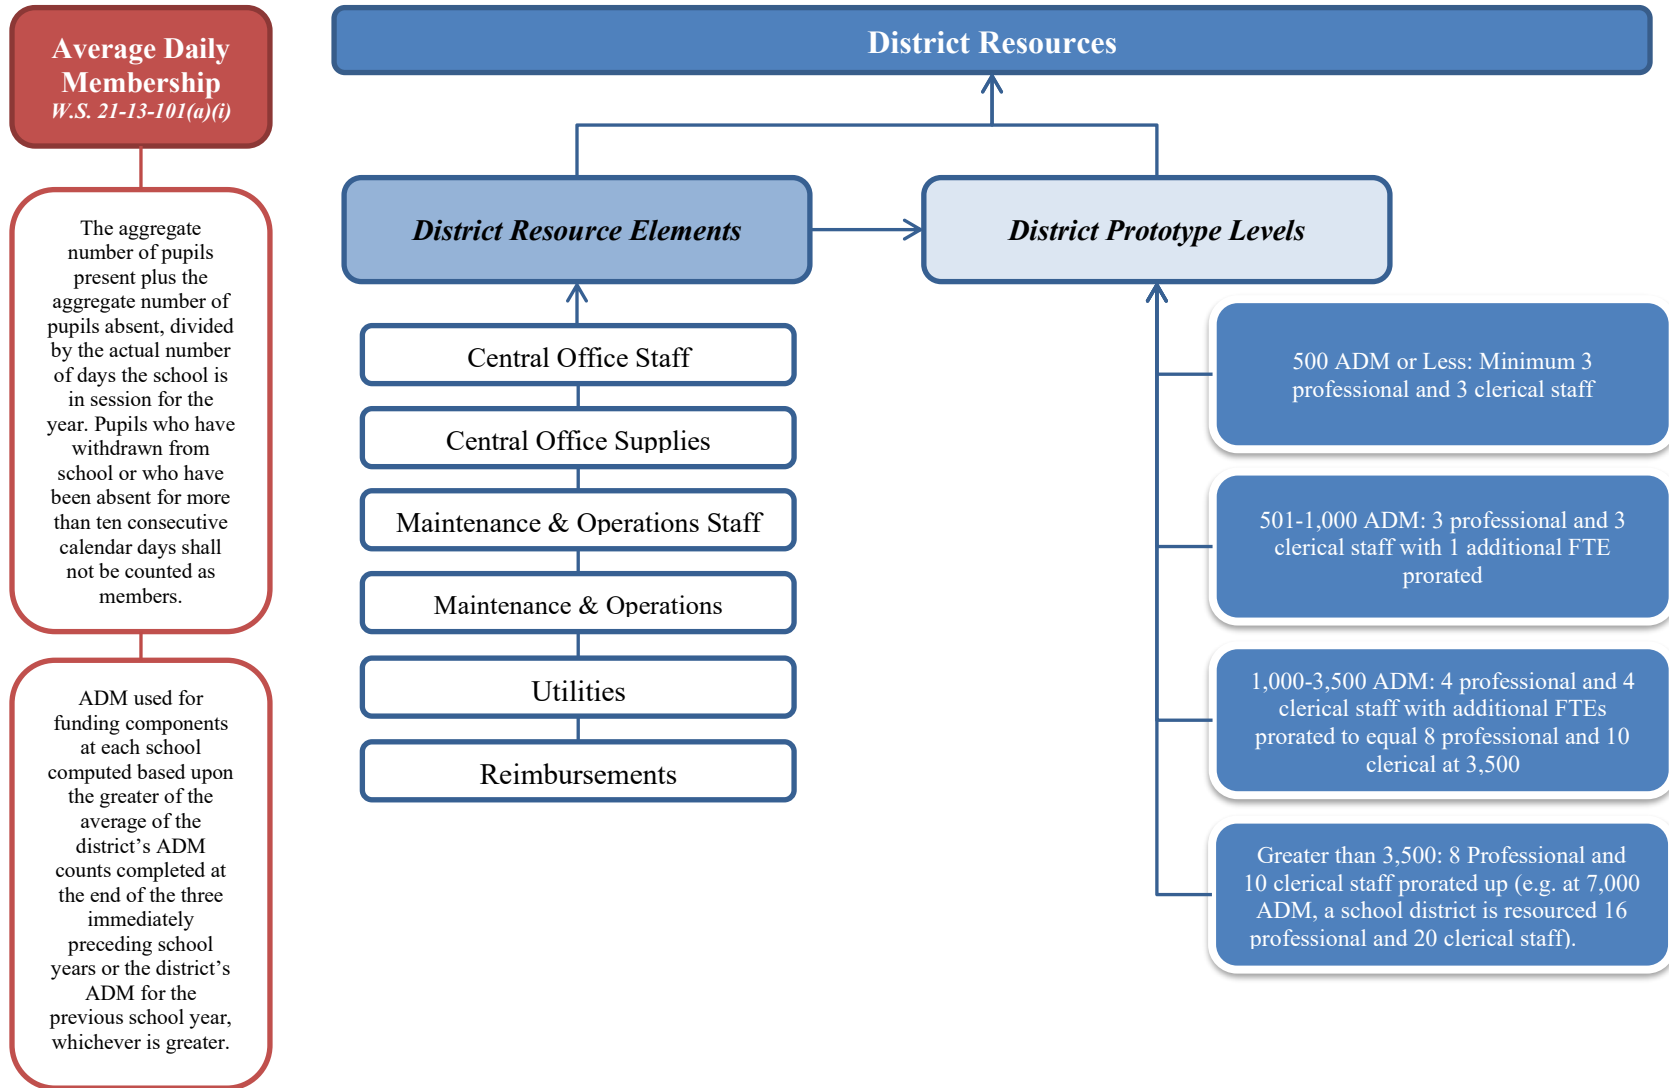 Average Daily
Membership
W.S. 21-13-101(a)(i)
The aggregate
number of pupils
present plus the
aggregate number of
pupils absent, divided
by the actual number
of days the school is
in session for the
year. Pupils who have
withdrawn from
school or who have
been absent for more
than ten consecutive
calendar days shall
not be counted as
members.
ADM used for
funding components
at each school
computed based upon
the greater of the
average of the
district's ADM
counts completed at
the end of the three
immediately
preceding school
years or the district's
ADM for the
previous school year,
whichever is greater.
District Resources
District Resource Elements
Central Office Staff
Central Office Supplies
Maintenance & Operations Staff
Maintenance & Operations
Utilities
Reimbursements
District Prototype Levels
500 ADM or Less: Minimum 3
professional and 3 clerical staff
501-1,000 ADM: 3 professional and 3
clerical staff with 1 additional FTE
prorated
1,000-3,500 ADM: 4 professional and 4
clerical staff with additional FTEs
prorated to equal 8 professional and 10
clerical at 3,500
Greater than 3,500: 8 Professional and
10 clerical staff prorated up (e.g. at 7,000
ADM, a school district is resourced 16
professional and 20 clerical staff).